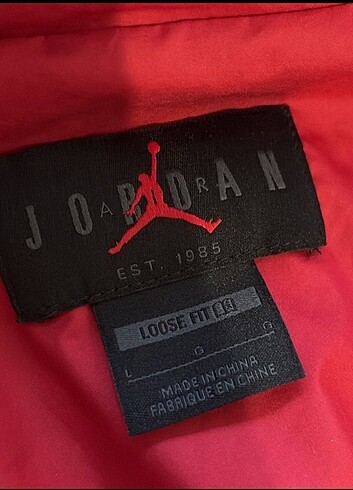 JORDAN
AIR
EST. 1985
LOOSE FIT
L G G
MADE IN CHINA
FABRIQUÉ EN CHINE